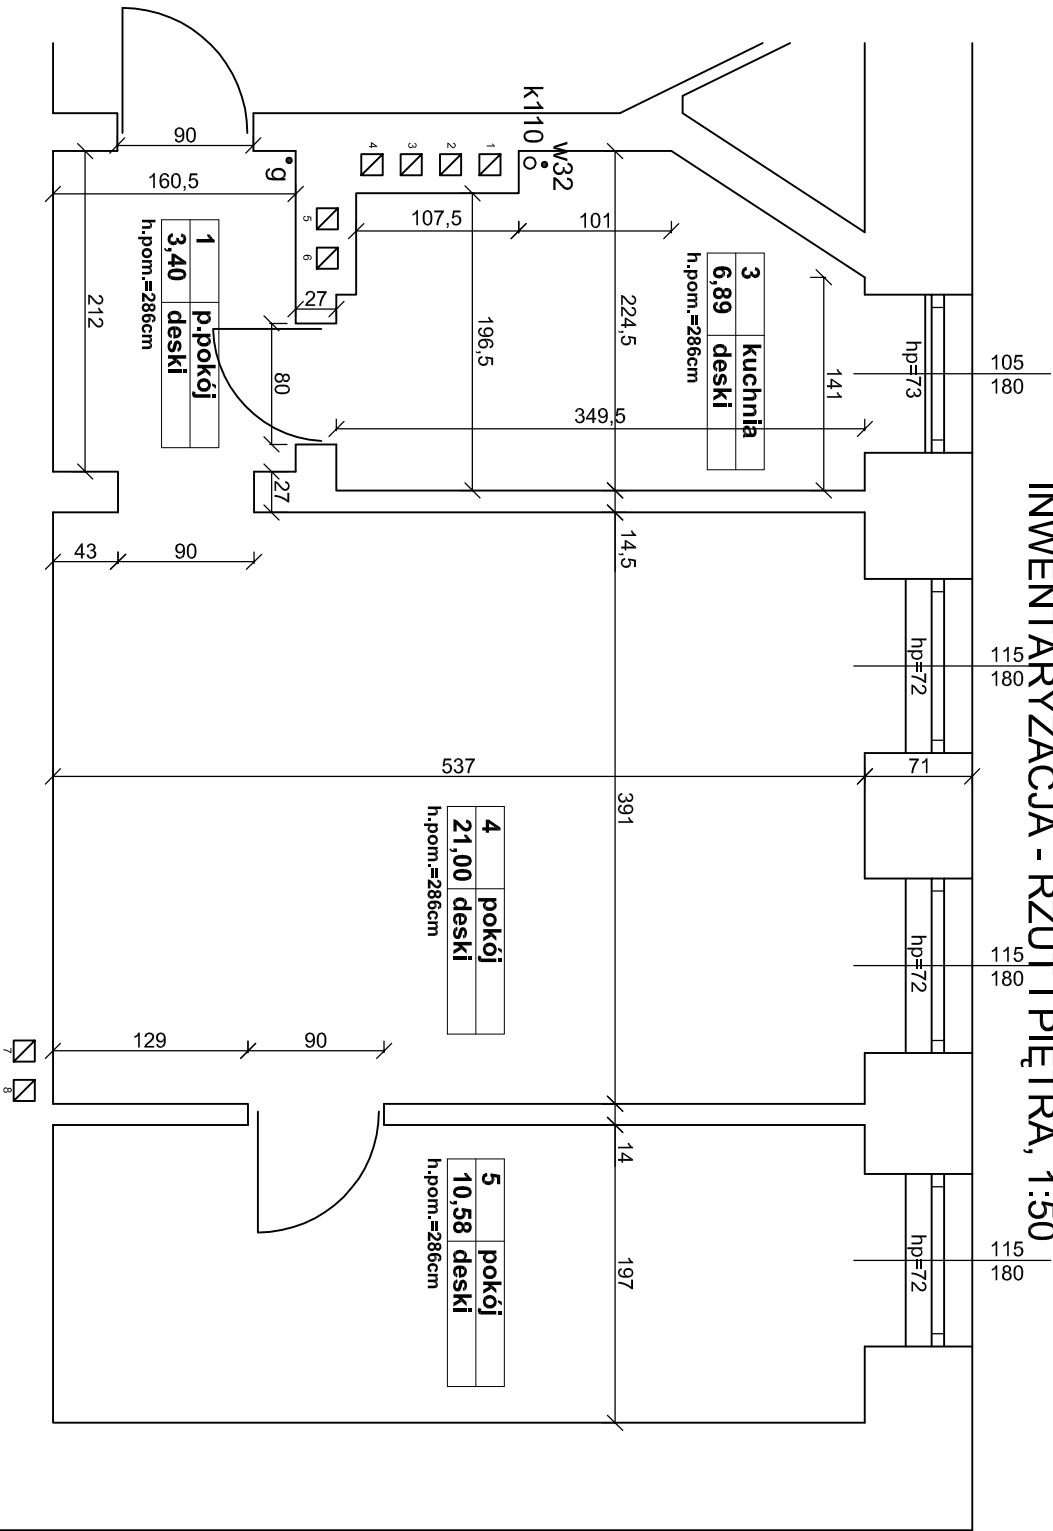 INWENTARYZACJA - RZUT I PIĘTRA, 1:50
105
180
115
180
115
180
115
180
hp=73
hp=72
hp=72
hp=72
71
k110
w32
g
1
2
3
4
5
6
7
8
90
160,5
212
107,5
101
27
196,5
224,5
141
349,5
80
27
43
90
14,5
537
391
129
90
14
197
1 p.pokój
3,40 deski
h.pom.=286cm
3 kuchnia
6,89 deski
h.pom.=286cm
4 pokój
21,00 deski
h.pom.=286cm
5 pokój
10,58 deski
h.pom.=286cm